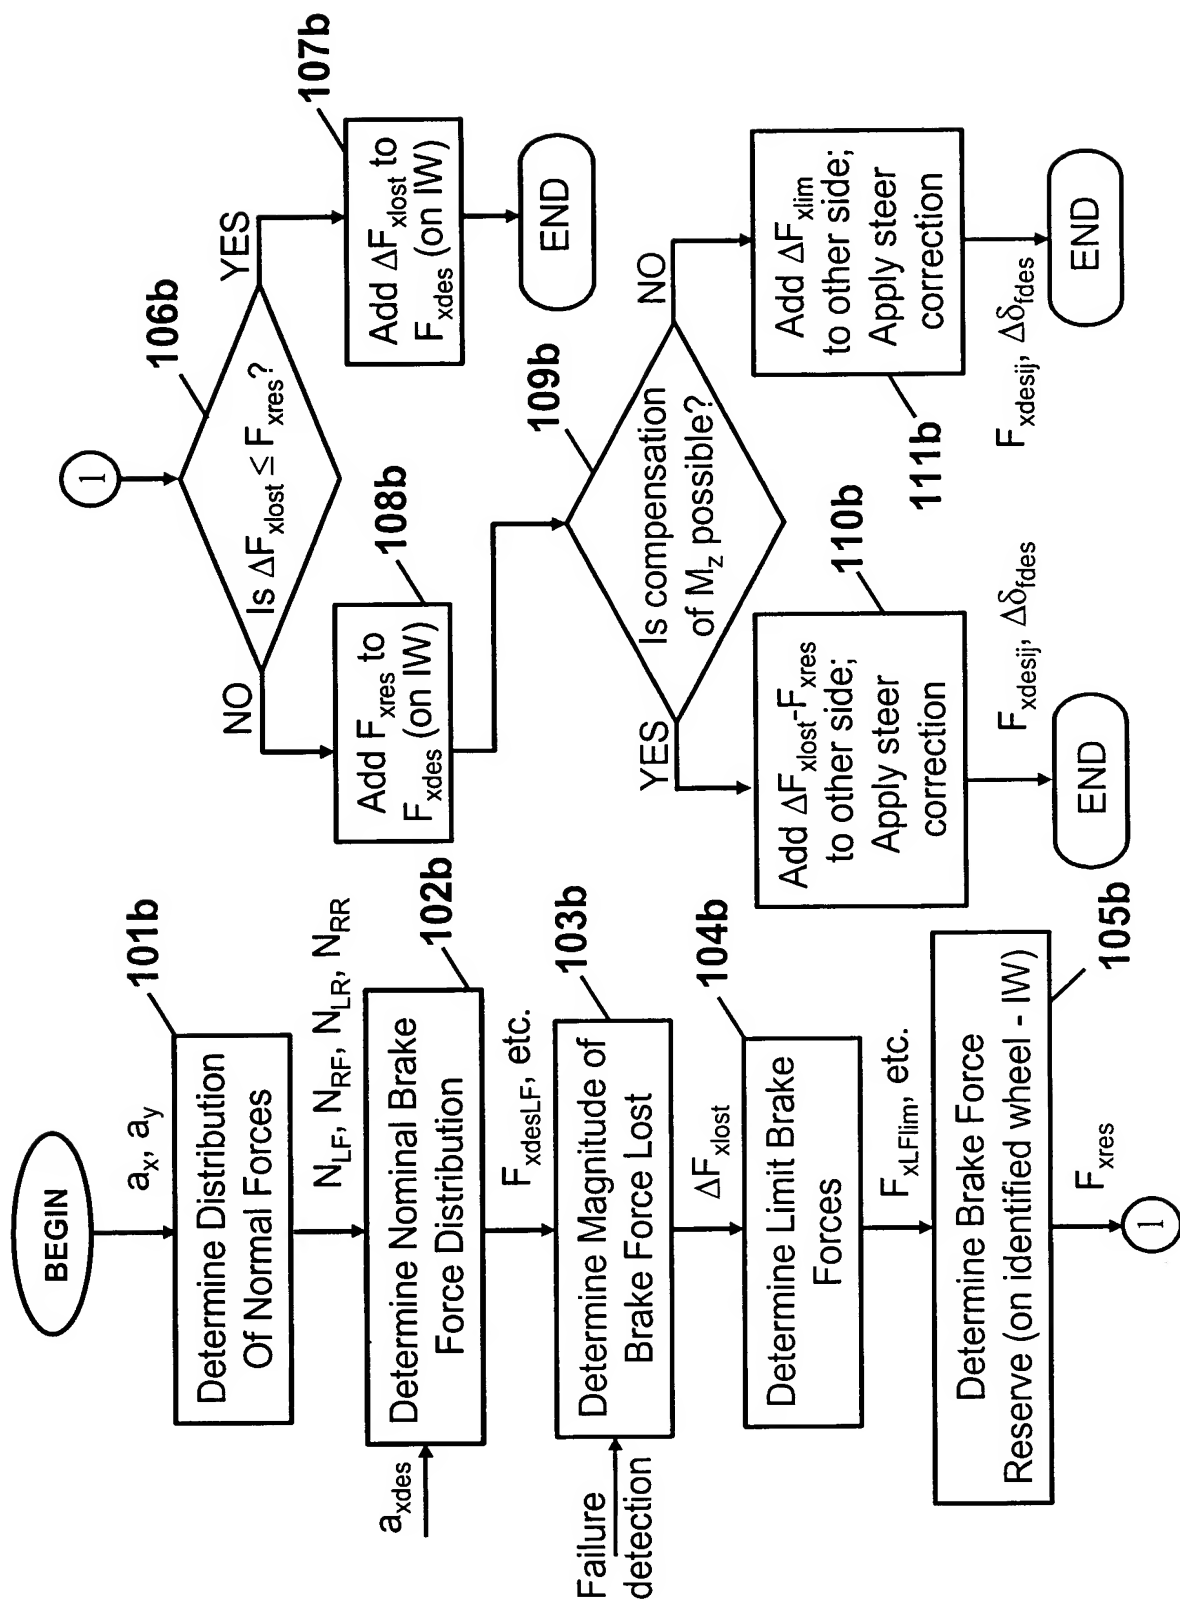 BEGIN
a_x, a_y
101b
Determine Distribution
Of Normal Forces
N_LF, N_RF, N_LR, N_RR
a_xdes
102b
Determine Nominal Brake
Force Distribution
F_xdesLF, etc.
Failure
detection
103b
Determine Magnitude of
Brake Force Lost
ΔF_xlost
104b
Determine Limit Brake
Forces
F_xLFlim, etc.
105b
Determine Brake Force
Reserve (on identified wheel - IW)
F_xres
1
1
106b
Is ΔF_xlost ≤ F_xres?
YES
107b
Add ΔF_xlost to
F_xdes (on IW)
END
NO
108b
Add F_xres to
F_xdes (on IW)
109b
Is compensation
of M_z possible?
YES
110b
Add ΔF_xlost-F_xres
to other side;
Apply steer
correction
F_xdesij, Δδ_fdes
END
NO
Add ΔF_xlim
to other side;
Apply steer
correction
111b
F_xdesij, Δδ_fdes
END